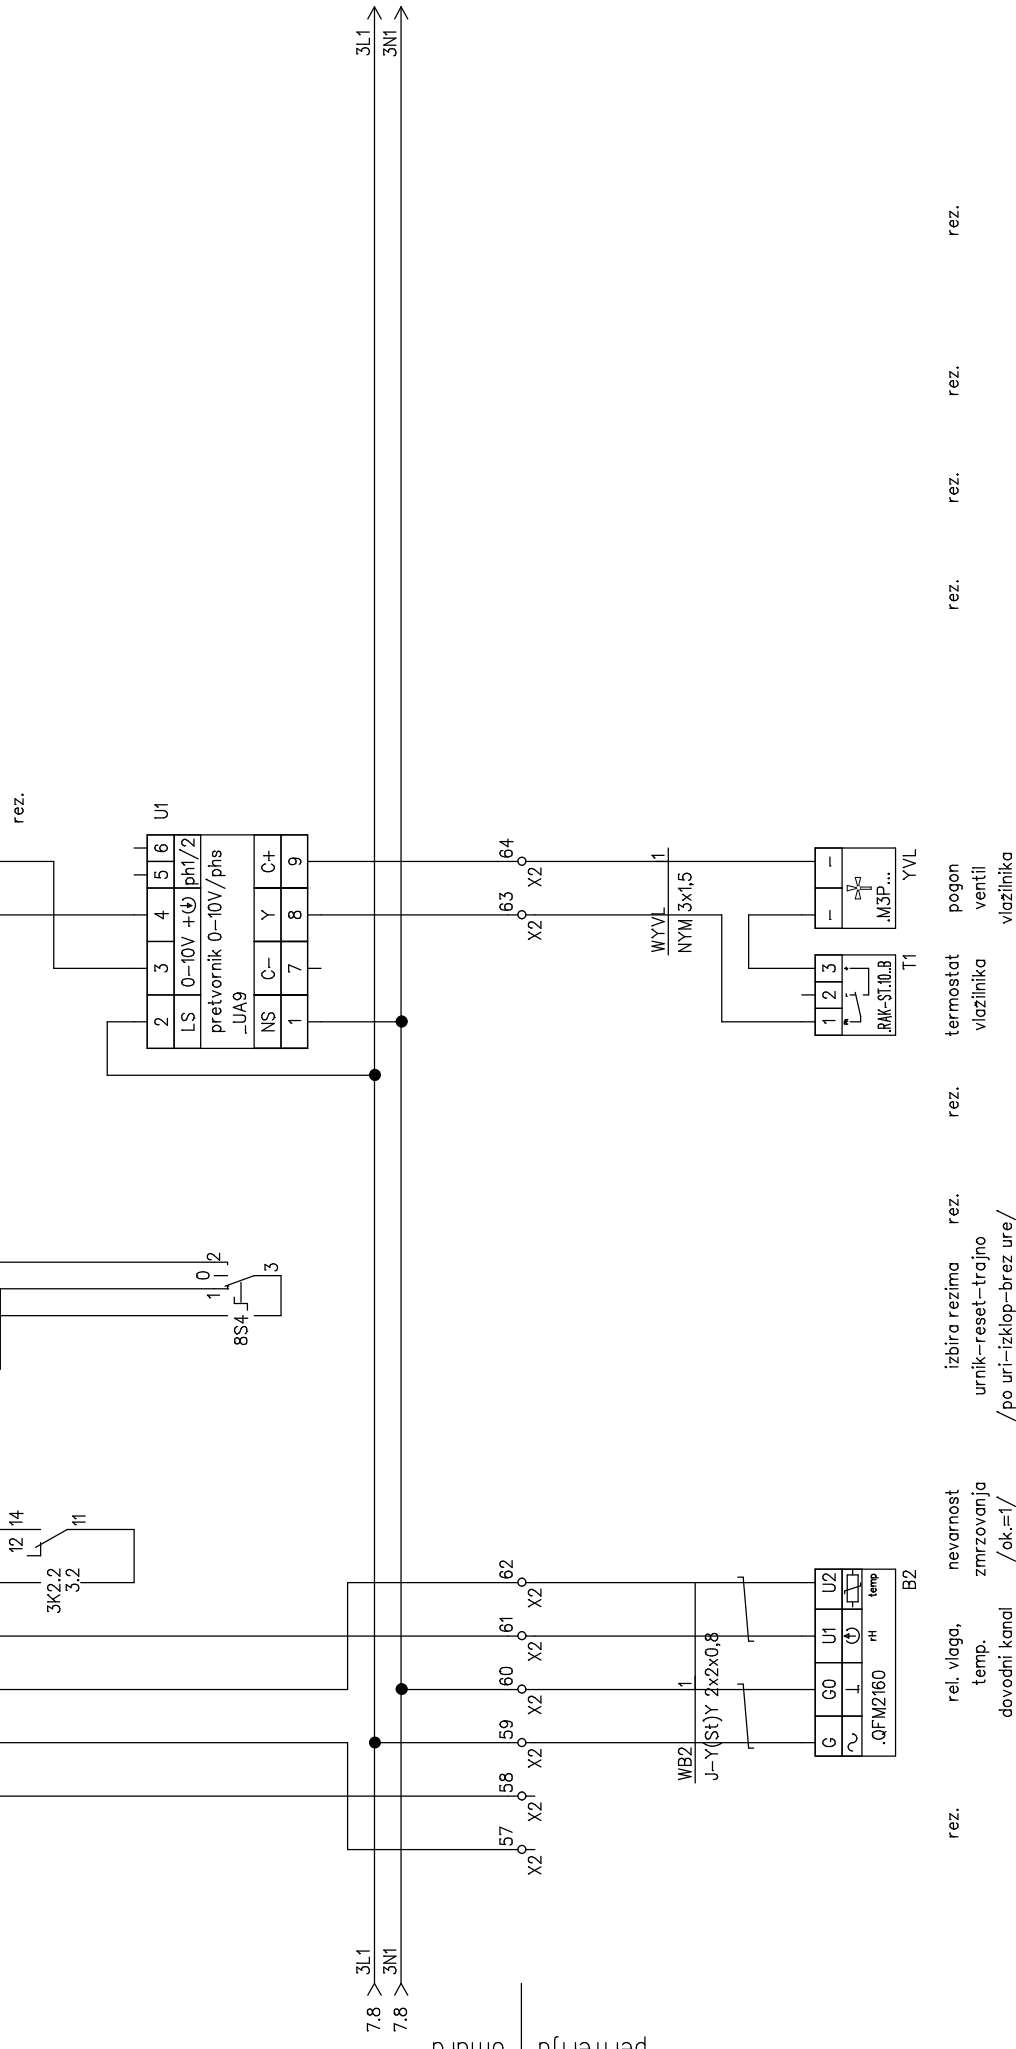 7.8
3L1
3L1
7.8
3N1
3N1
rez.
3K2.2
3.2
12
14
11
8S4
1
0
2
3
U1
2
3
4
5
6
LS
0-10V
+
ph1/2
pretvornik 0-10V/phs
_UA9
NS
C-
Y
C+
1
7
8
9
57
58
59
60
61
62
63
64
X2
X2
X2
X2
X2
X2
X2
X2
WB2
1
J-Y(St)Y 2x2x0,8
WYVL
1
NYM 3x1,5
G
G0
U1
U2
.QFM2160
rH
temp
B2
1
2
3
.RAK-ST.10..B
T1
.M3P...
YVL
rez.
rel. vlaga,
temp.
dovodni kanal
nevarnost
zmrzovanja
/ok.=1/
izbira rezima
urnik-reset-trajno
/po uri-izklop-brez ure/
rez.
rez.
termostat
vlažilnika
pogon
ventil
vlažilnika
rez.
rez.
rez.
rez.